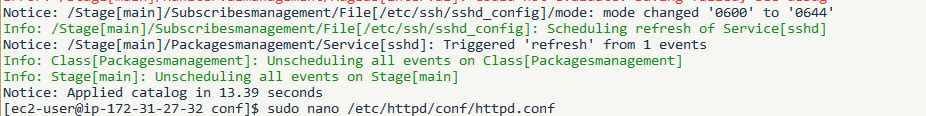 Notice: /Stage[main]/Subscribesmanagement/File[/etc/ssh/sshd_config]/mode: mode changed '0600' to '0644'
Info: /Stage[main]/Subscribesmanagement/File[/etc/ssh/sshd_config]: Scheduling refresh of Service[sshd]
Notice: /Stage[main]/Packagesmanagement/Service[sshd]: Triggered 'refresh' from 1 events
Info: Class[Packagesmanagement]: Unscheduling all events on Class[Packagesmanagement]
Info: Stage[main]: Unscheduling all events on Stage[main]
Notice: Applied catalog in 13.39 seconds
[ec2-user@ip-172-31-27-32 conf]$ sudo nano /etc/httpd/conf/httpd.conf